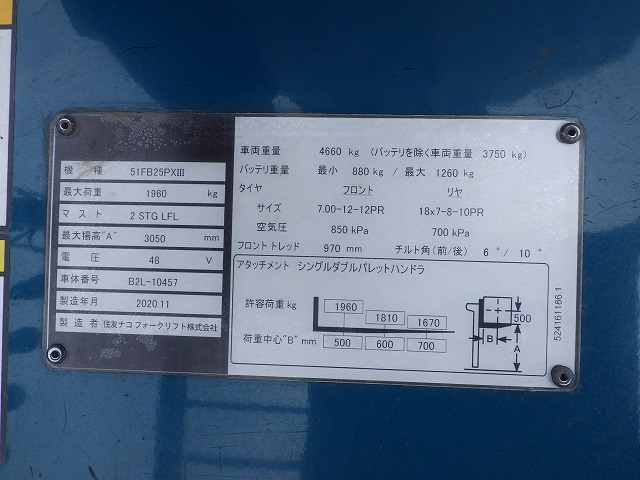 機種 51FB25PXⅢ
最大荷重 1960 kg
マスト 2 STG LFL
最大揚高"A" 3050 mm
電圧 48 V
車体番号 B2L-10457
製造年月 2020.11
製造者 住友ナコ フォークリフト株式会社
車両重量 4660 kg (バッテリを除く車両重量 3750 kg)
バッテリ重量 最小 880 kg / 最大 1260 kg
タイヤ フロント リヤ
サイズ 7.00-12-12PR 18x7-8-10PR
空気圧 850 kPa 700 kPa
フロントトレッド 970 mm チルト角(前/後) 6°/ 10°
アタッチメント シングルダブルパレットハンドラ
許容荷重 kg 1960 1810 1670
荷重中心"B" mm 500 600 700
500
B
A
524161186.1